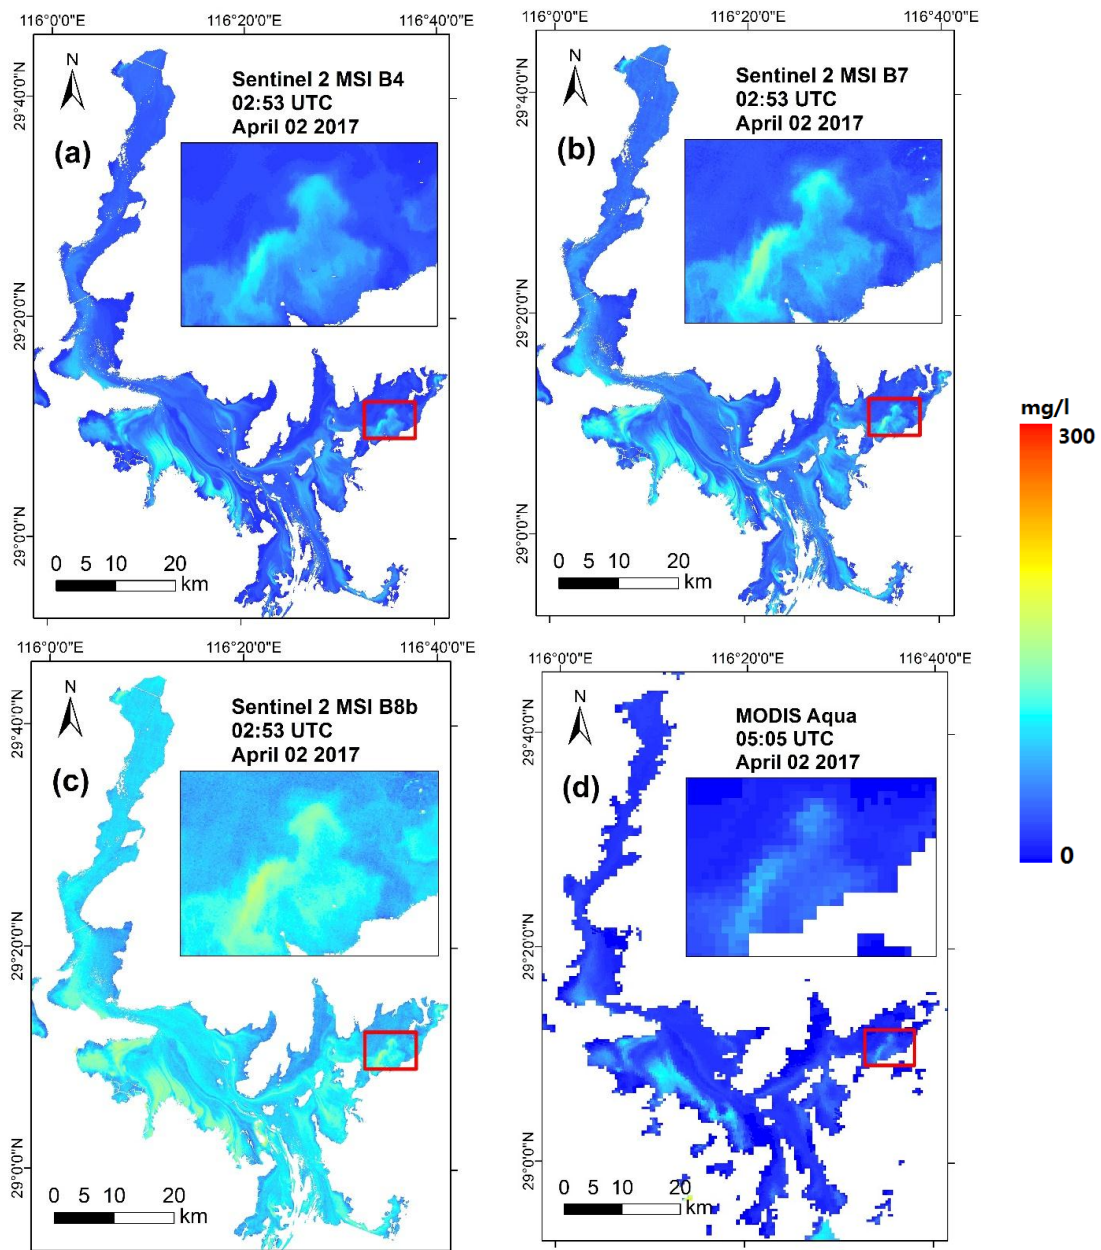 116°0'0"E 116°20'0"E 116°40'0"E
N
Sentinel 2 MSI B4
02:53 UTC
April 02 2017
(a)
29°40'0"N
29°20'0"N
29°0'0"N
0 5 10 20
km
116°0'0"E 116°20'0"E 116°40'0"E
N
Sentinel 2 MSI B7
02:53 UTC
April 02 2017
(b)
29°40'0"N
29°20'0"N
29°0'0"N
0 5 10 20
km
mg/l
300
0
116°0'0"E 116°20'0"E 116°40'0"E
N
Sentinel 2 MSI B8b
02:53 UTC
April 02 2017
(c)
29°40'0"N
29°20'0"N
29°0'0"N
0 5 10 20
km
116°0'0"E 116°20'0"E 116°40'0"E
N
MODIS Aqua
05:05 UTC
April 02 2017
(d)
29°40'0"N
29°20'0"N
29°0'0"N
0 5 10 20
km